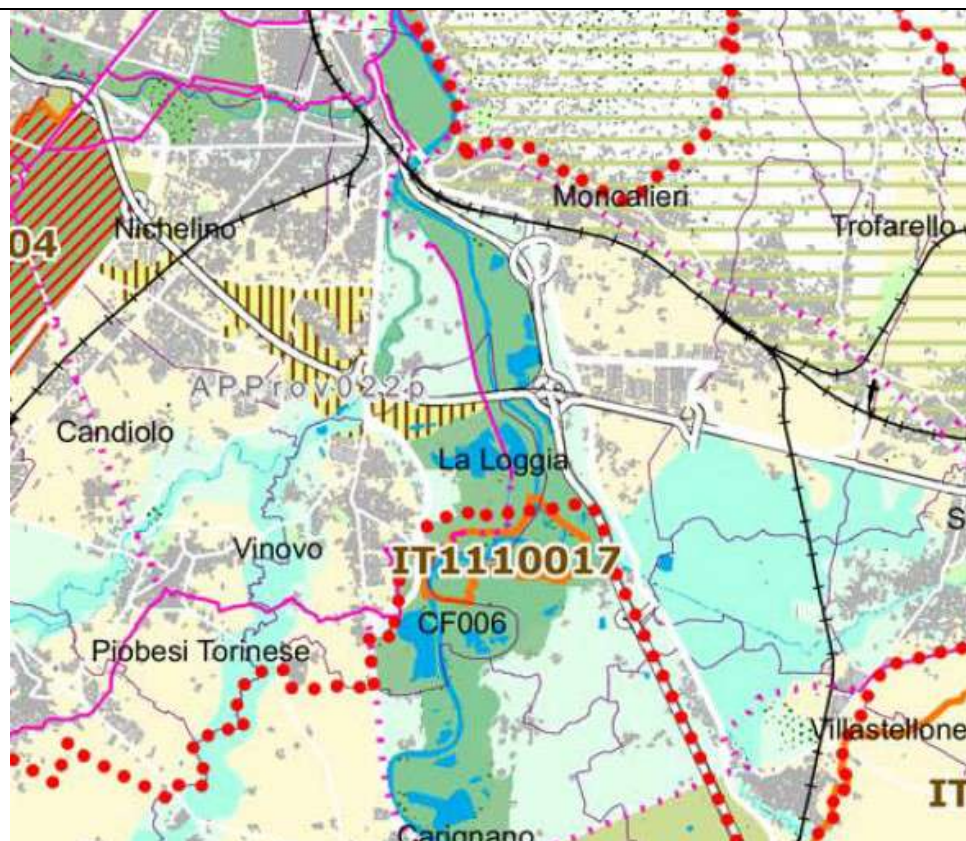 Moncalieri
Trofarello
Nichelino
04
APProv022p
Candiolo
La Loggia
S
Vinovo
IT1110017
CF006
Piobesi Torinese
Villastellone
IT
Carignano